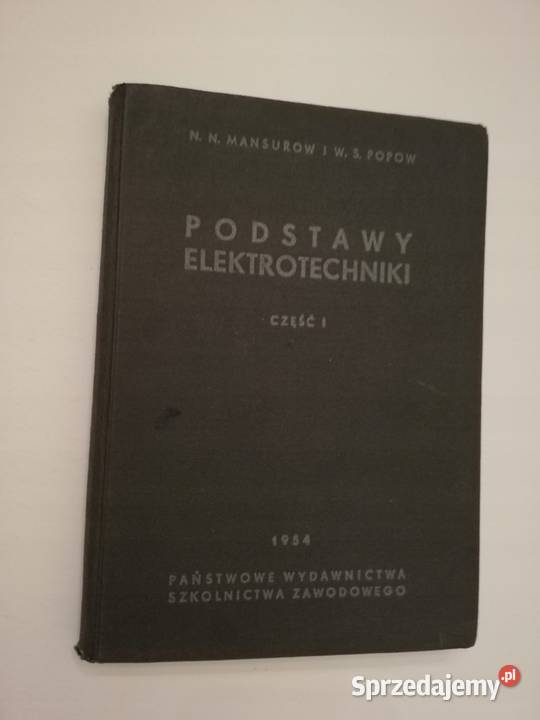 N. N. MANSUROW I W. S. POPOW
PODSTAWY
ELEKTROTECHNIKI
CZĘŚĆ I
1954
PAŃSTWOWE WYDAWNICTWA
SZKOLNICTWA ZAWODOWEGO
Sprzedajemy.pl